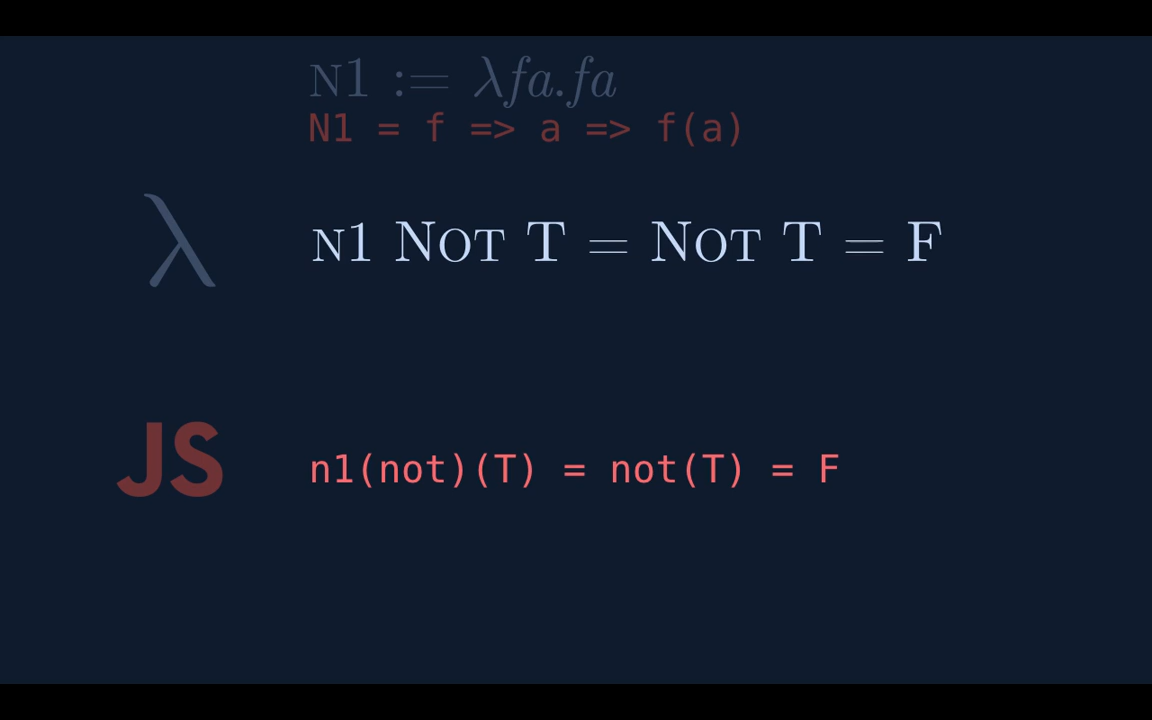 N1 := λfa.fa
N1 = f => a => f(a)
λ
N1 NOT T = NOT T = F
JS
n1(not)(T) = not(T) = F